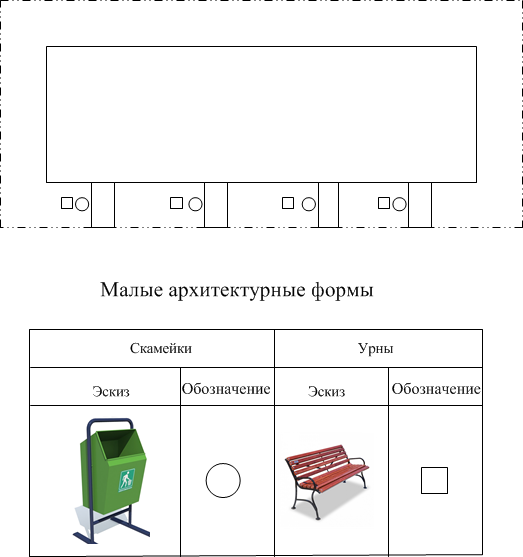 Малые архитектурные формы
Скамейки Урны
Эскиз Обозначение Эскиз Обозначение